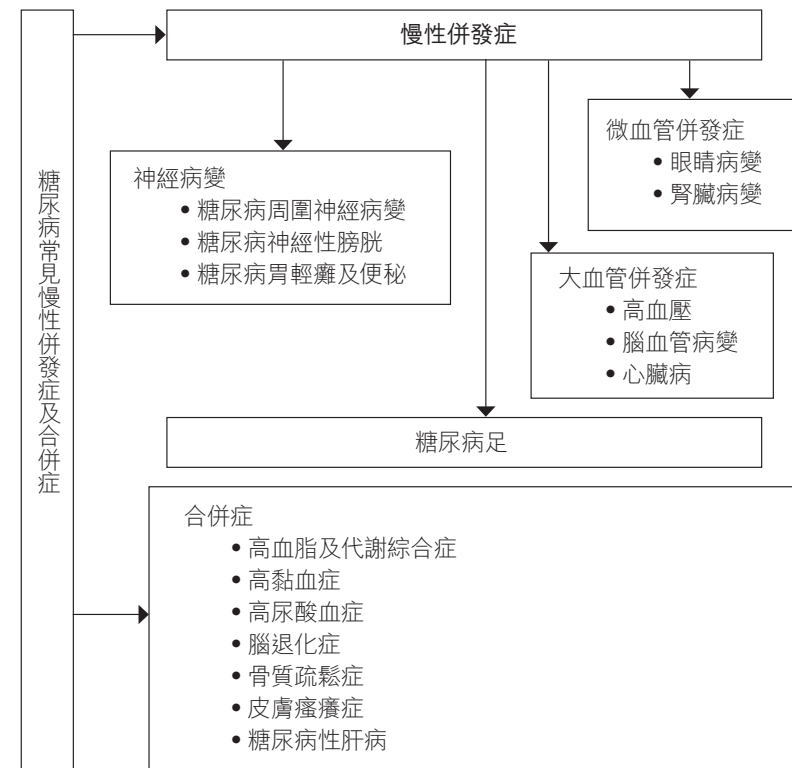 糖尿病常見慢性併發症及合併症
慢性併發症
神經病變
• 糖尿病周圍神經病變
• 糖尿病神經性膀胱
• 糖尿病胃輕癱及便秘
微血管併發症
• 眼睛病變
• 腎臟病變
大血管併發症
• 高血壓
• 腦血管病變
• 心臟病
糖尿病足
合併症
• 高血脂及代謝綜合症
• 高黏血症
• 高尿酸血症
• 腦退化症
• 骨質疏鬆症
• 皮膚瘙癢症
• 糖尿病性肝病